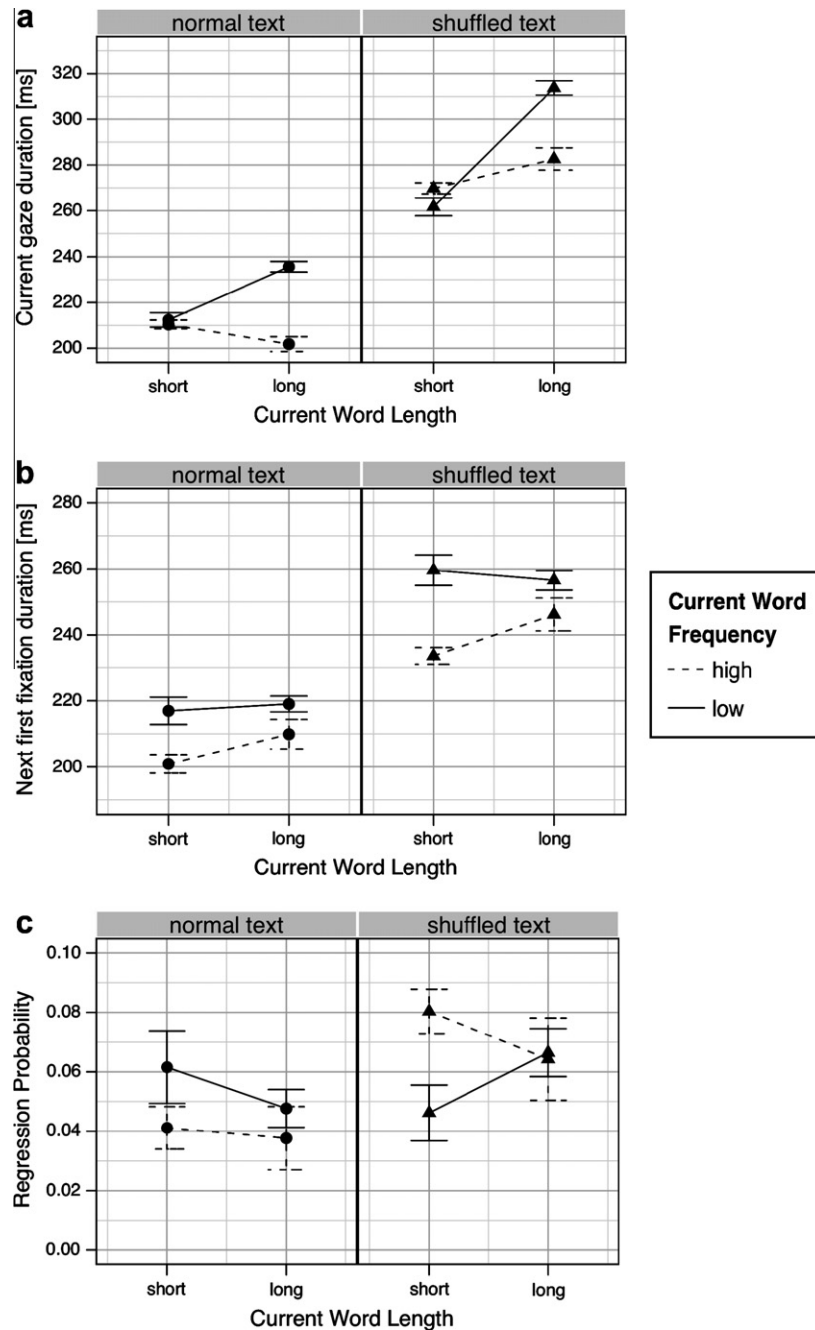 a
normal text shuffled text
Current gaze duration [ms]
320
300
280
260
240
220
200
short long short long
Current Word Length
b
normal text shuffled text
Next first fixation duration [ms]
280
260
240
220
200
short long short long
Current Word Length
Current Word
Frequency
high
low
c
normal text shuffled text
Regression Probability
0.10
0.08
0.06
0.04
0.02
0.00
short long short long
Current Word Length